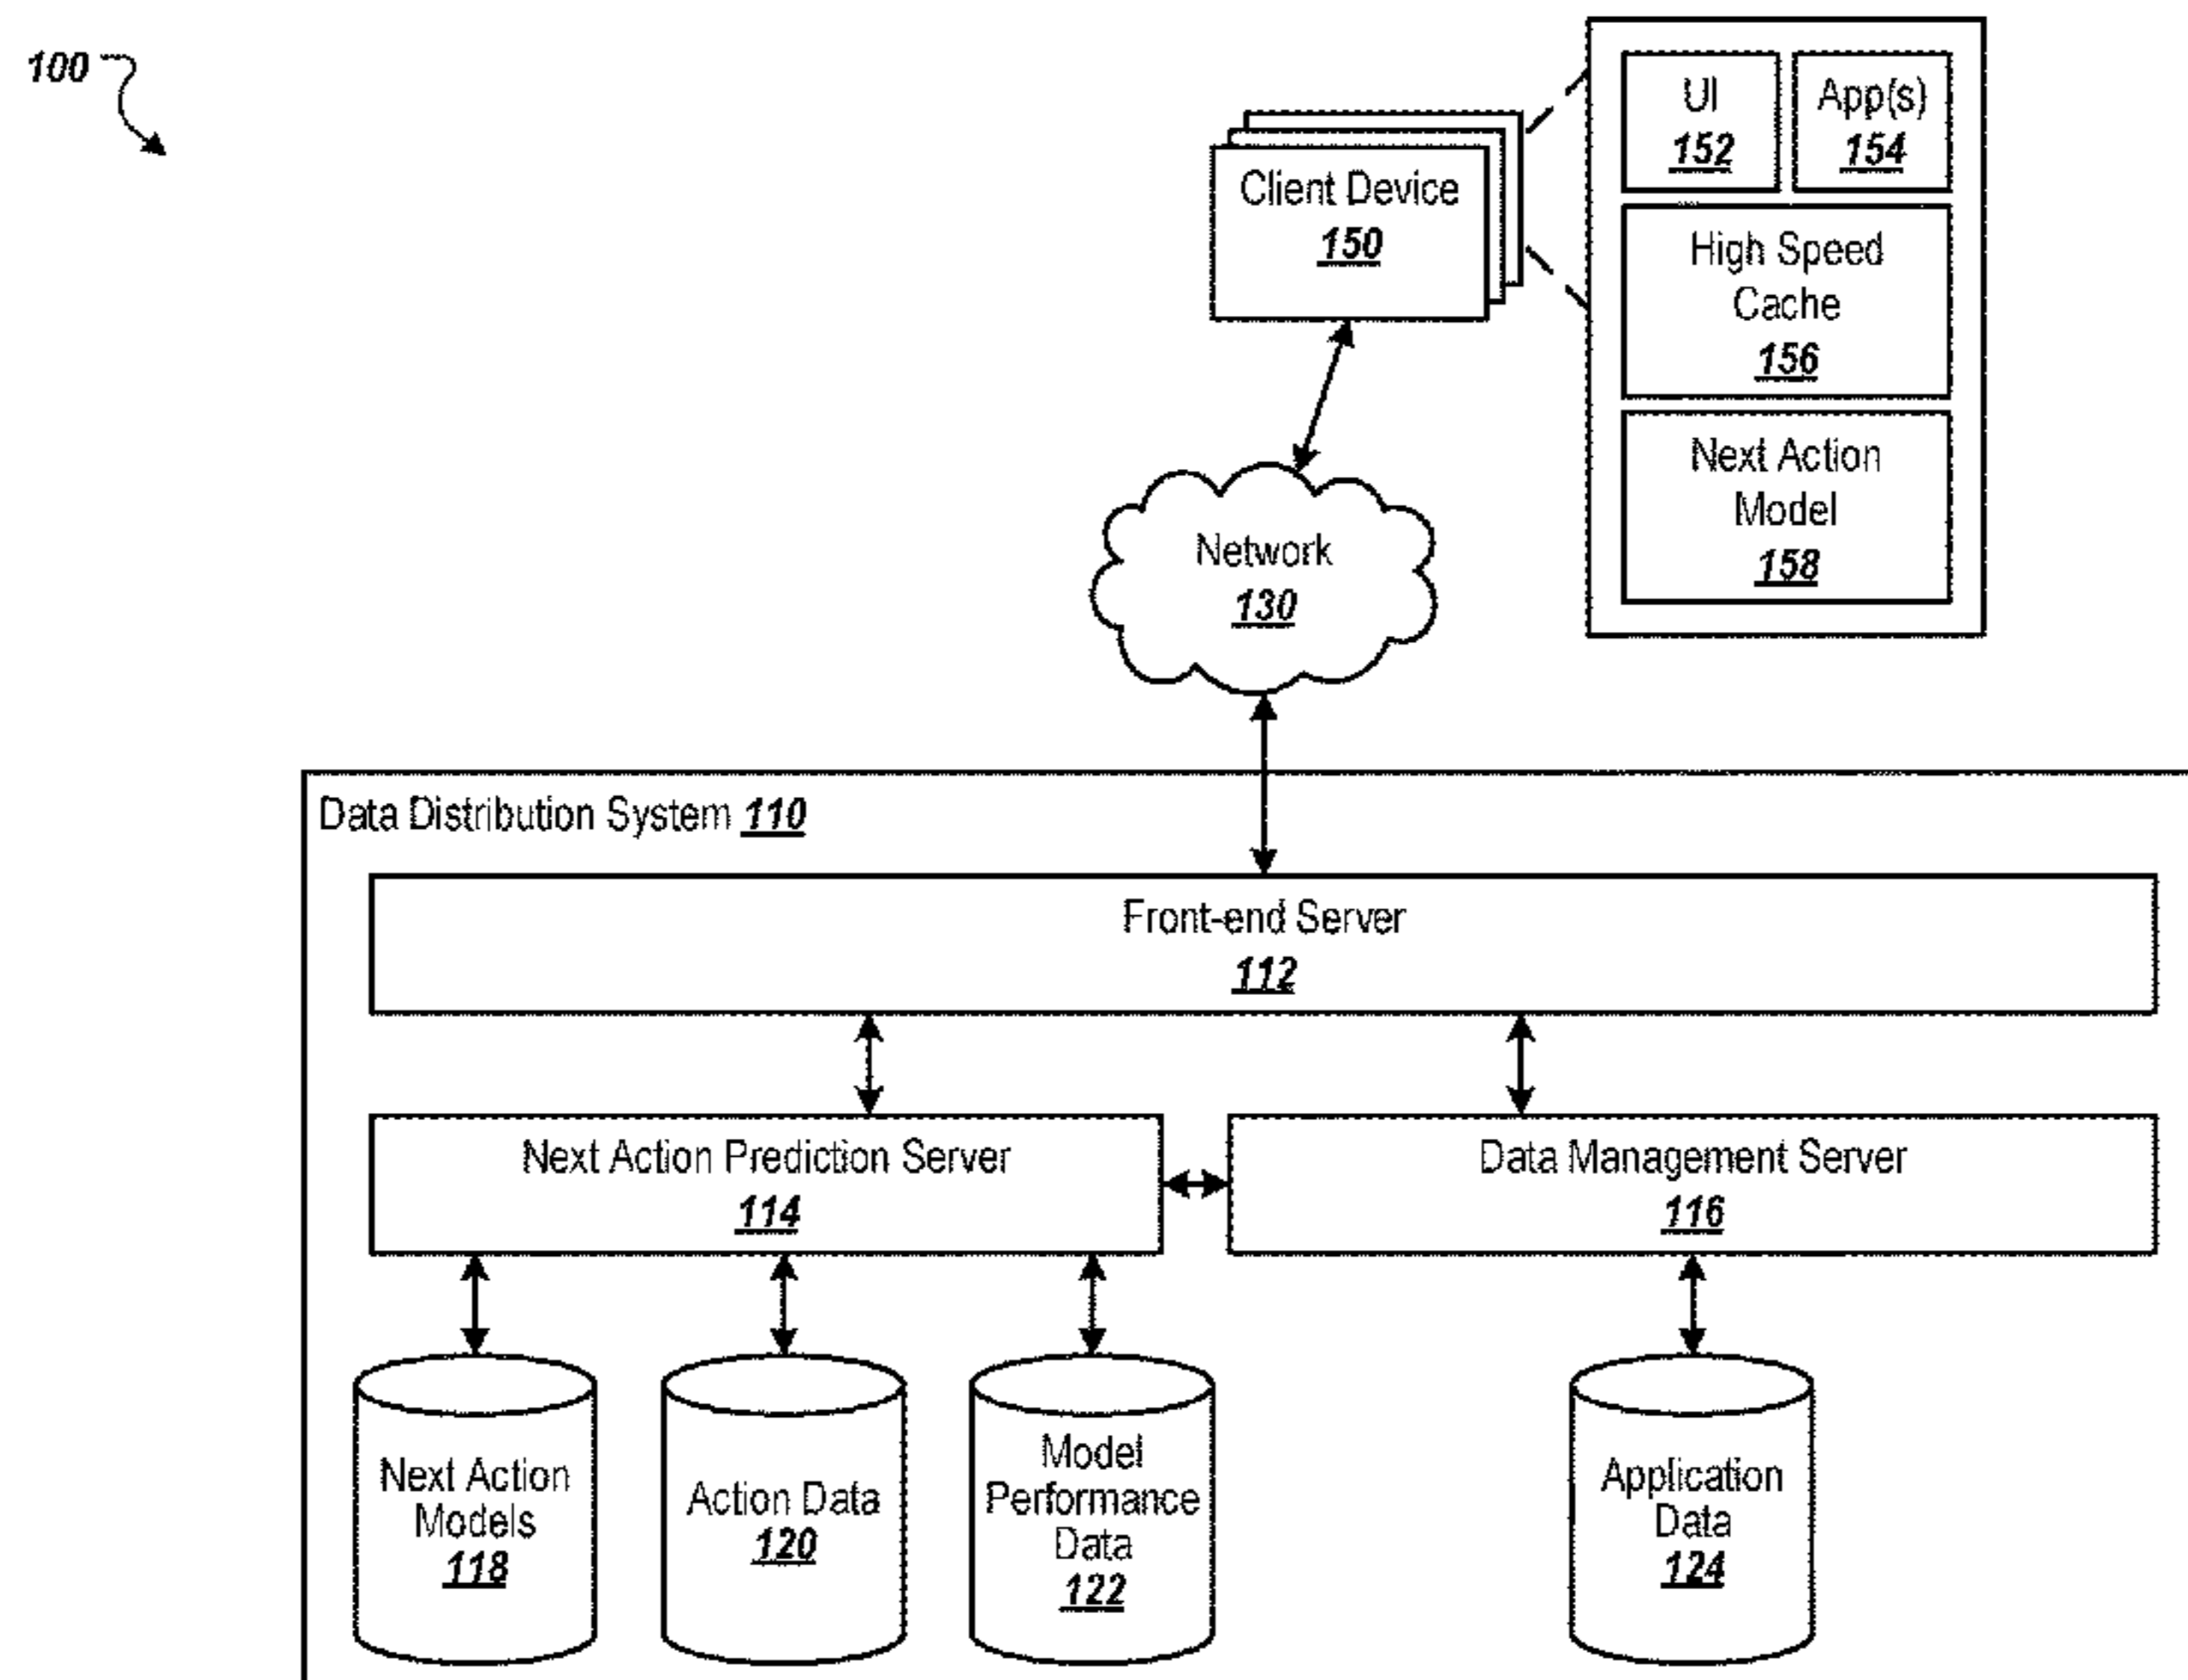 100
UI
152
App(s)
154
Client Device
150
High Speed
Cache
156
Next Action
Model
158
Network
130
Data Distribution System 110
Front-end Server
112
Next Action Prediction Server
114
Data Management Server
116
Next Action
Models
118
Action Data
120
Model
Performance
Data
122
Application
Data
124